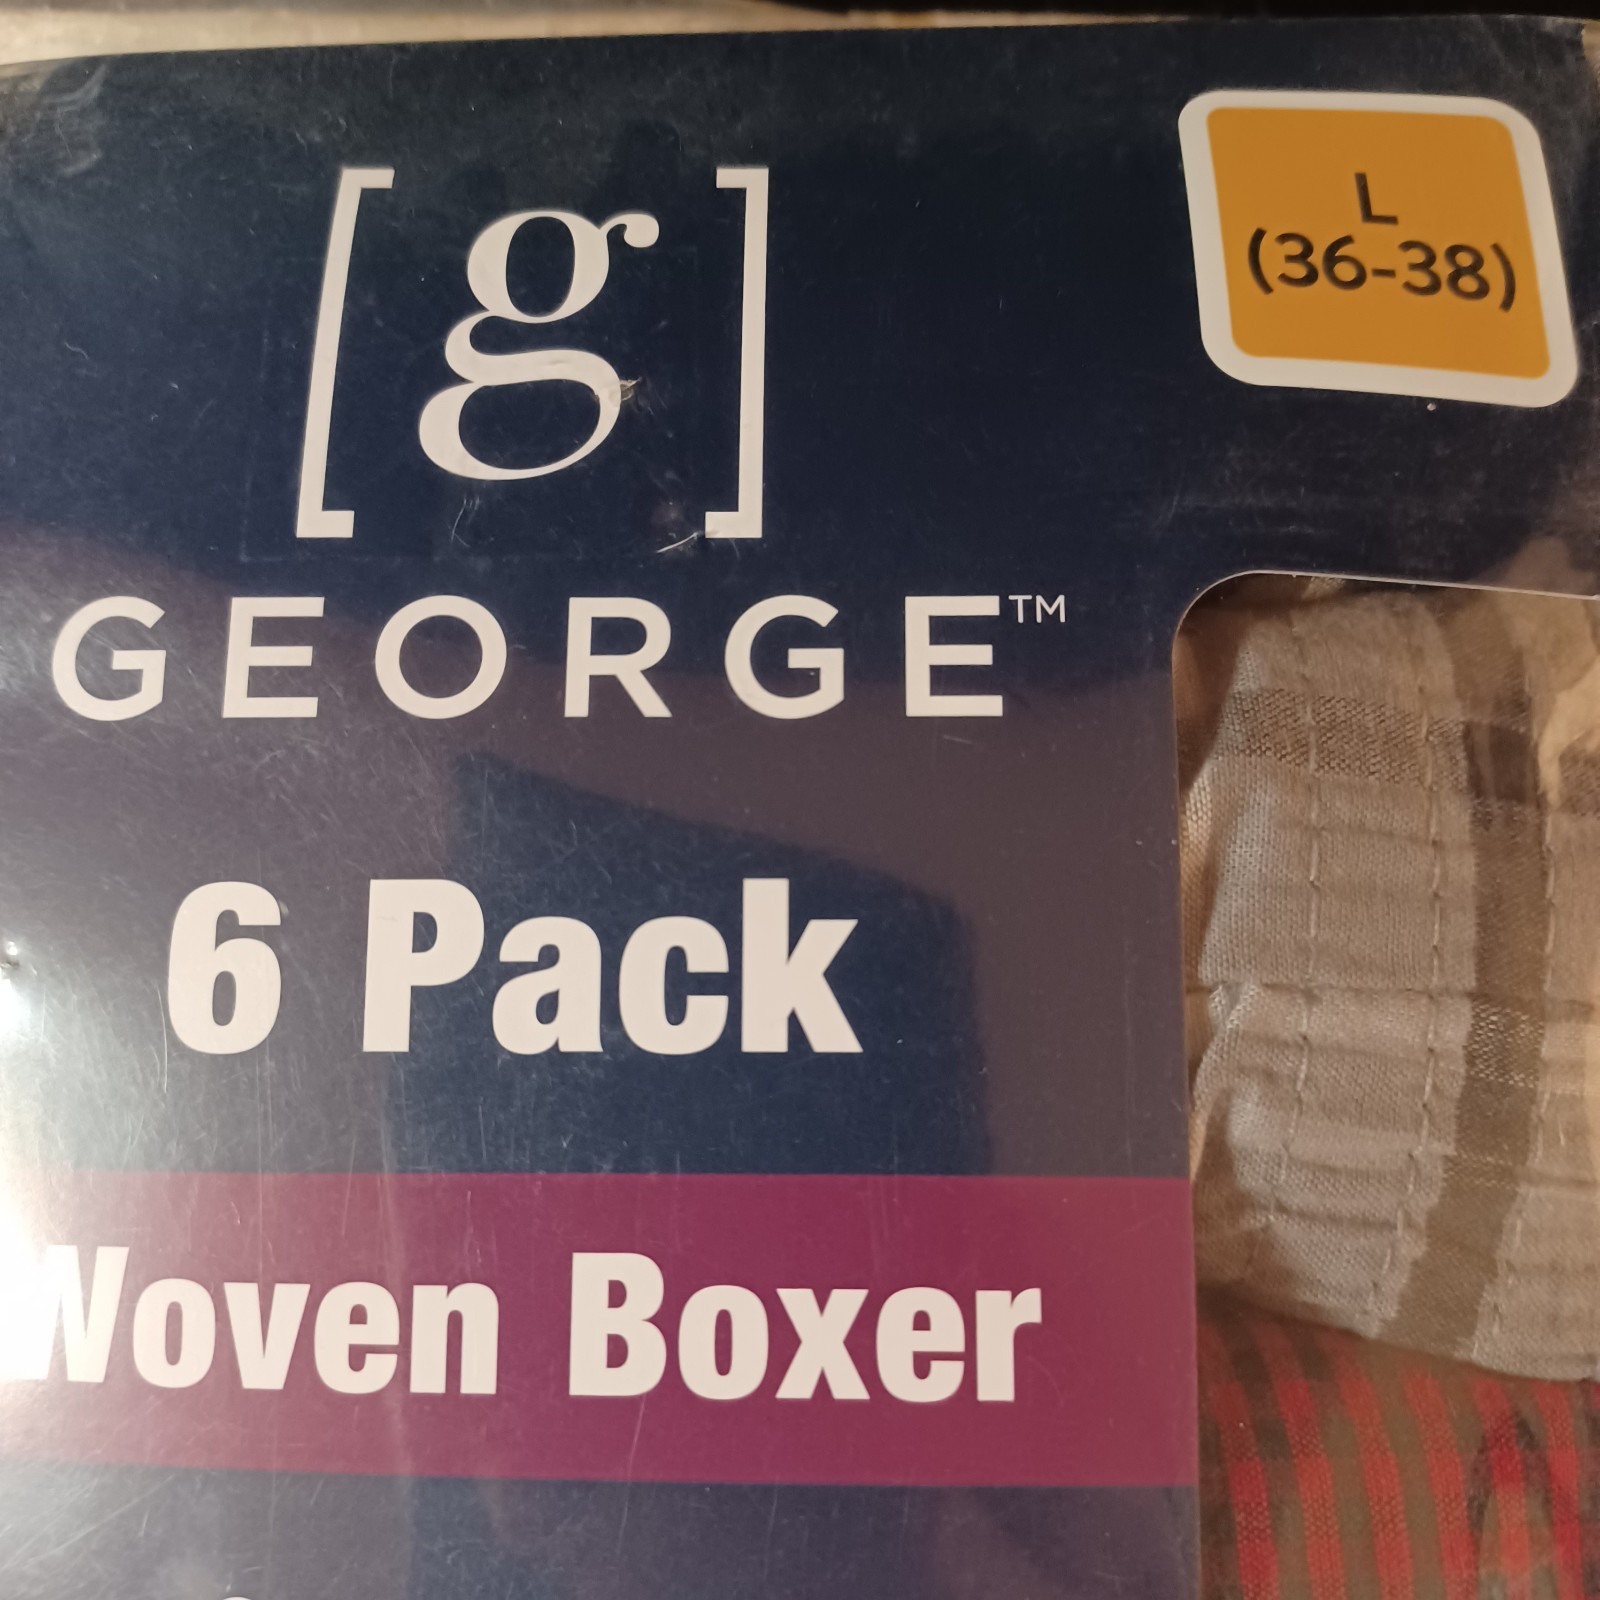 [g]
L
(36-38)
GEORGE™
6 Pack
Woven Boxer